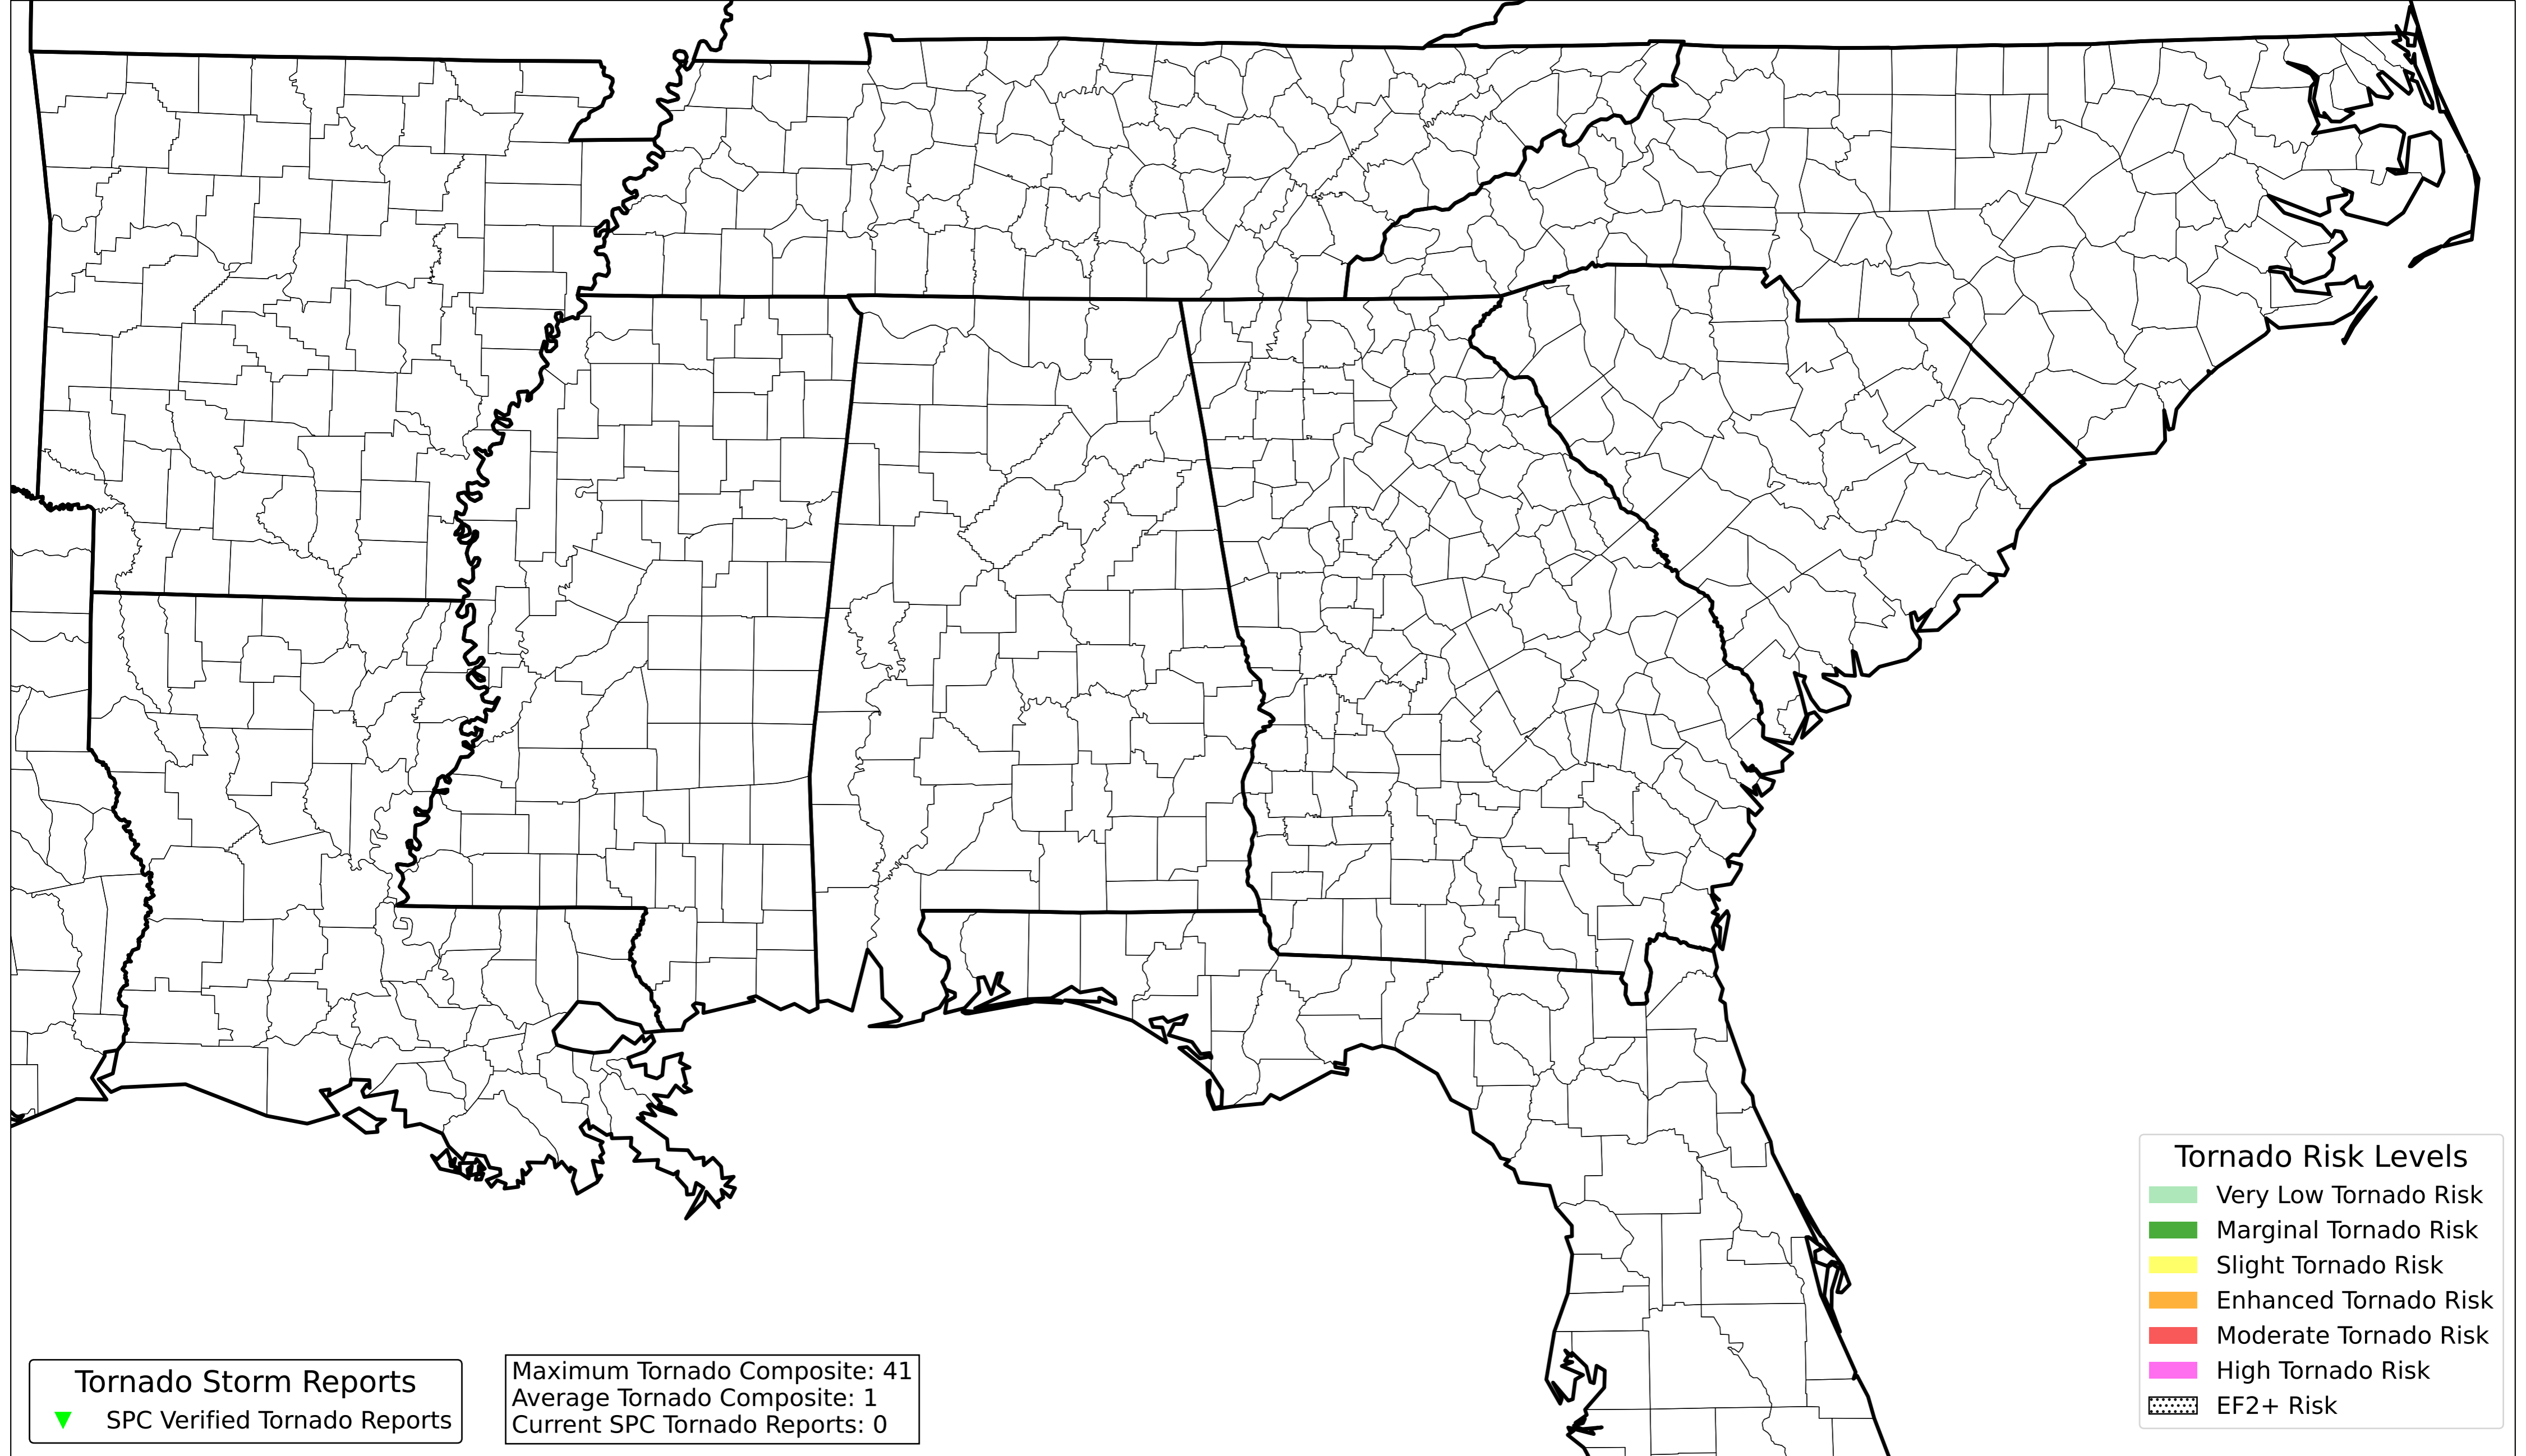 Tornado Storm Reports
SPC Verified Tornado Reports
Maximum Tornado Composite: 41
Average Tornado Composite: 1
Current SPC Tornado Reports: 0
Tornado Risk Levels
Very Low Tornado Risk
Marginal Tornado Risk
Slight Tornado Risk
Enhanced Tornado Risk
Moderate Tornado Risk
High Tornado Risk
EF2+ Risk